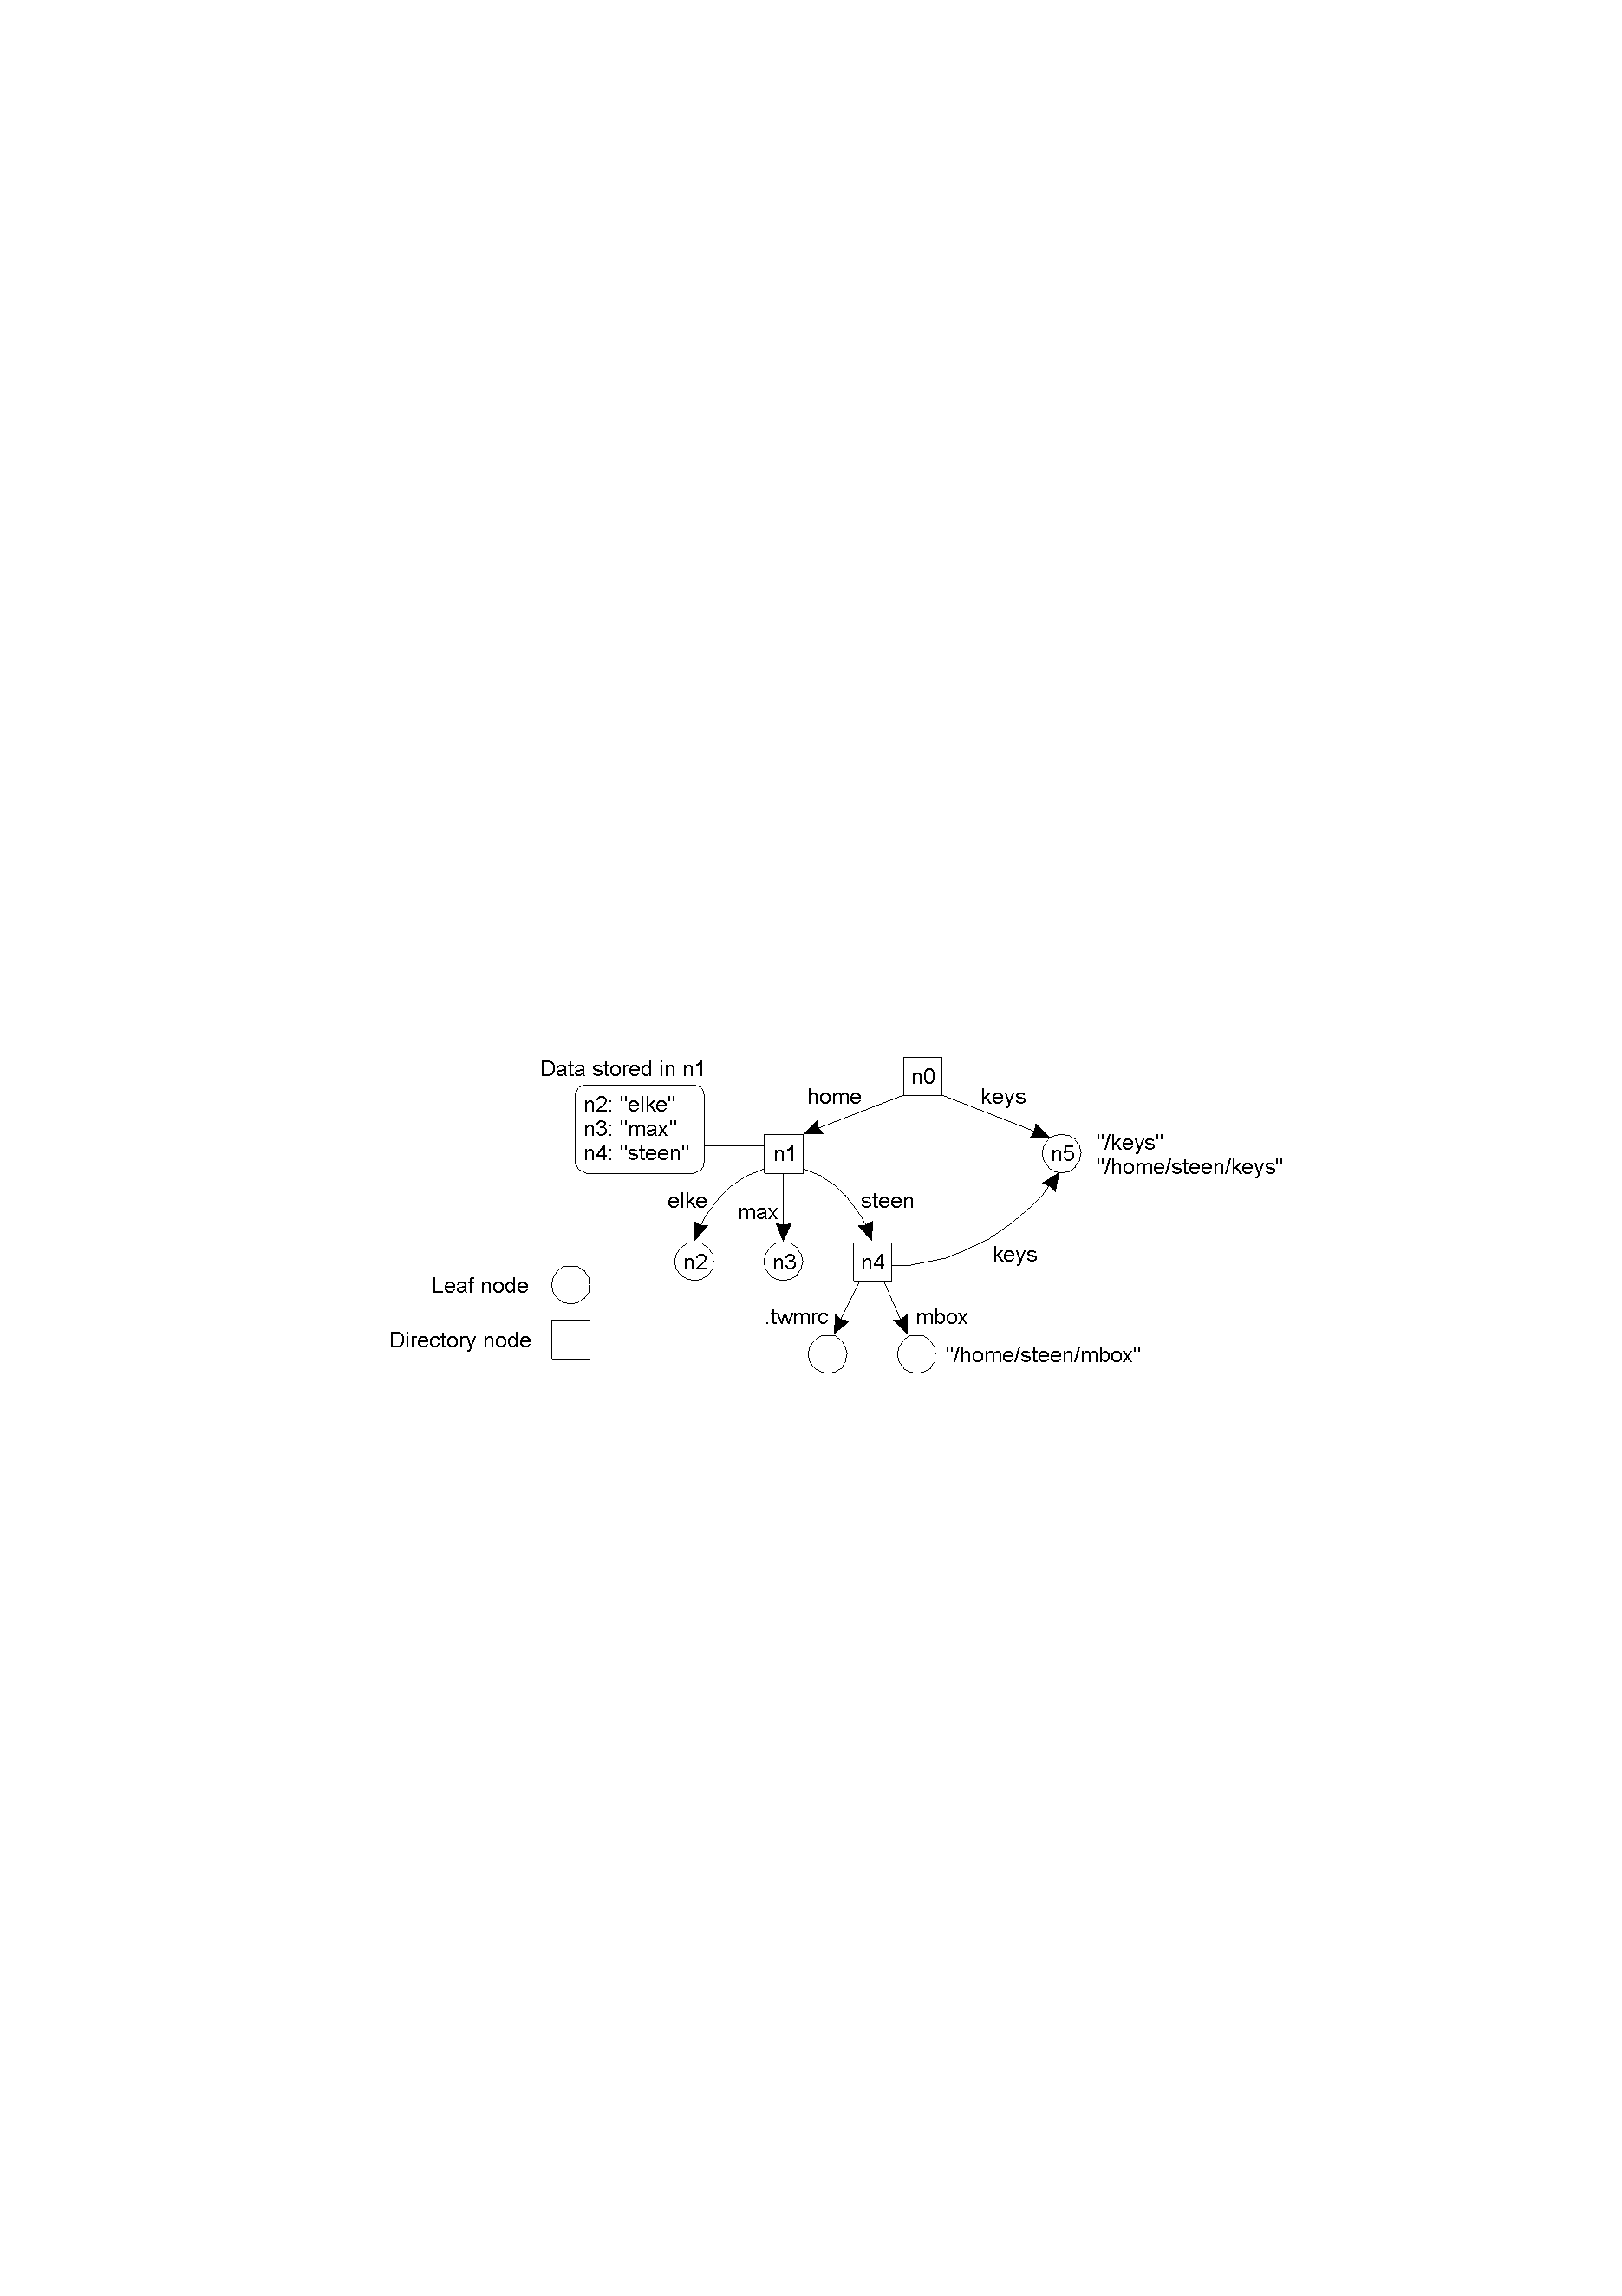 Data stored in n1
n0
n2: "elke"
n3: "max"
n4: "steen"
home
keys
n1
n5
"/keys"
"/home/steen/keys"
elke
max
steen
keys
n2
n3
n4
Leaf node
.twmrc
mbox
Directory node
"/home/steen/mbox"